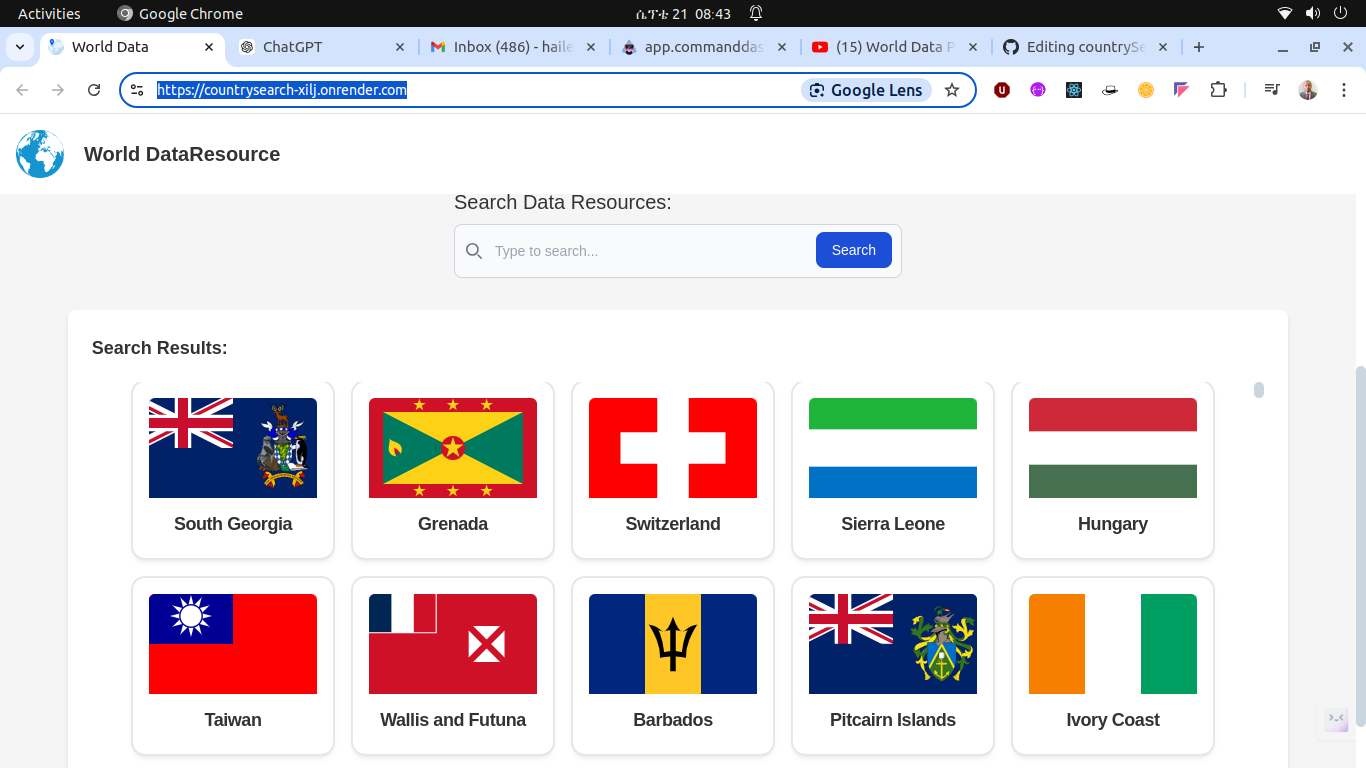 Activities Google Chrome ሴፕቴ 21 08:43
World Data ChatGPT Inbox (486) - haile app.commanddas (15) World Data P Editing countrySe
https://countrysearch-xilj.onrender.com Google Lens
World DataResource
Search Data Resources:
Type to search... Search
Search Results:
South Georgia Grenada Switzerland Sierra Leone Hungary
Taiwan Wallis and Futuna Barbados Pitcairn Islands Ivory Coast